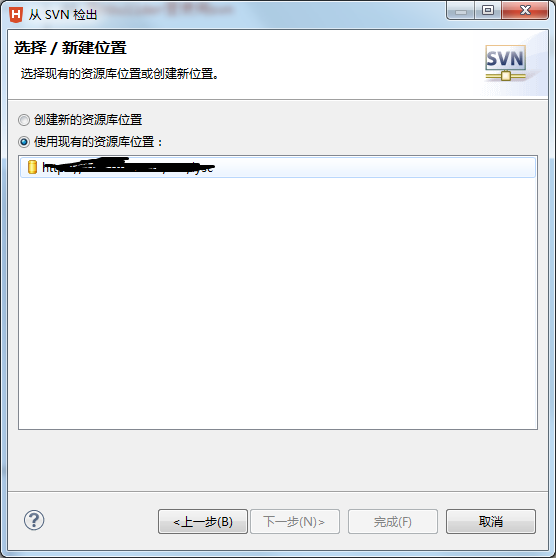 从 SVN 检出
选择 / 新建位置
选择现有的资源库位置或创建新位置。
SVN
创建新的资源库位置
使用现有的资源库位置：
?
<上一步(B)
下一步(N)>
完成(F)
取消